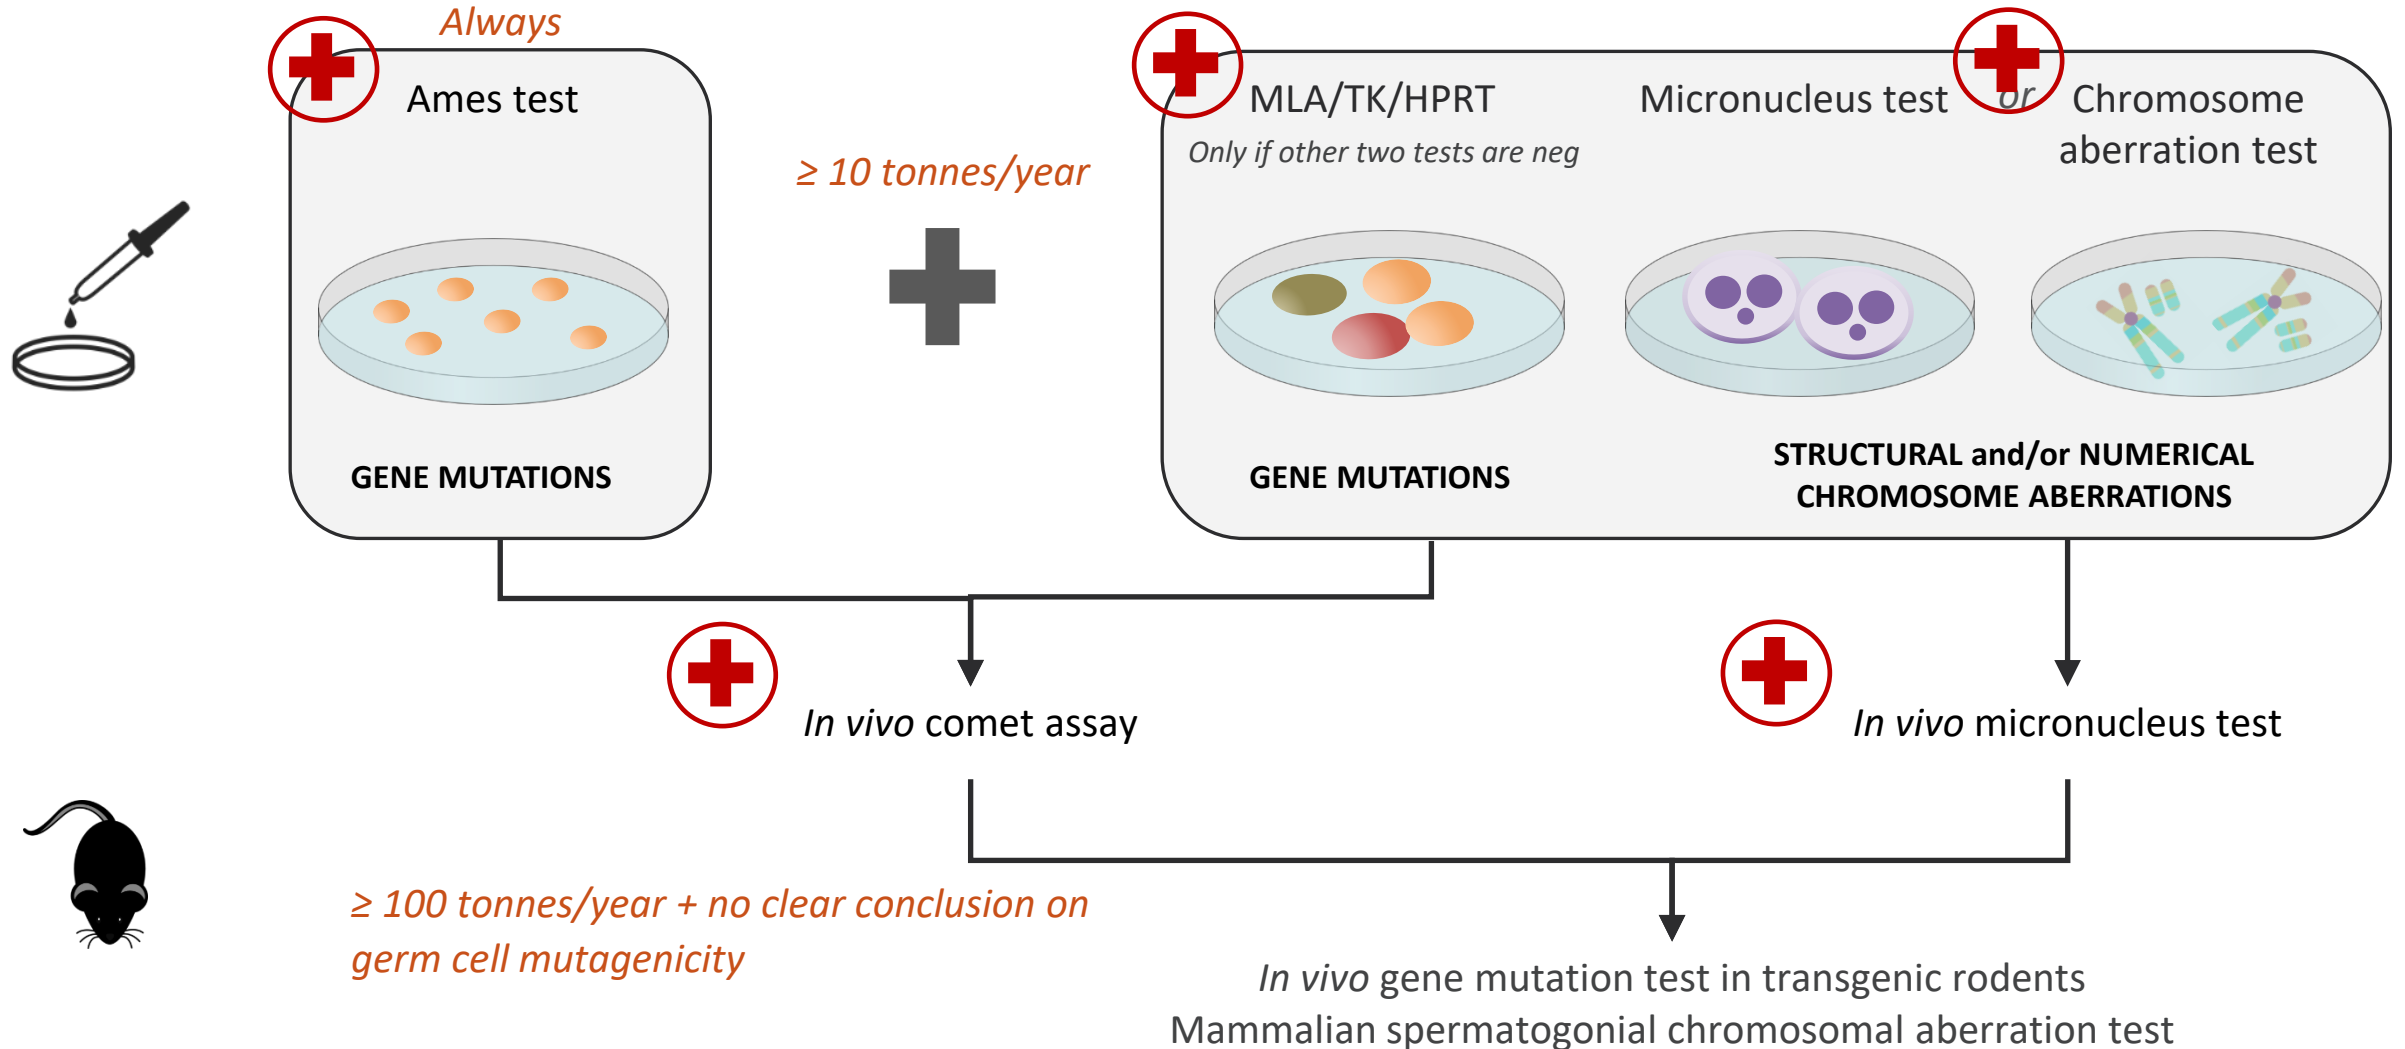 Always
Ames test
GENE MUTATIONS
≥ 10 tonnes/year
MLA/TK/HPRT
Only if other two tests are neg
GENE MUTATIONS
Micronucleus test
or
Chromosome
aberration test
STRUCTURAL and/or NUMERICAL
CHROMOSOME ABERRATIONS
In vivo comet assay
In vivo micronucleus test
≥ 100 tonnes/year + no clear conclusion on
germ cell mutagenicity
In vivo gene mutation test in transgenic rodents
Mammalian spermatogonial chromosomal aberration test